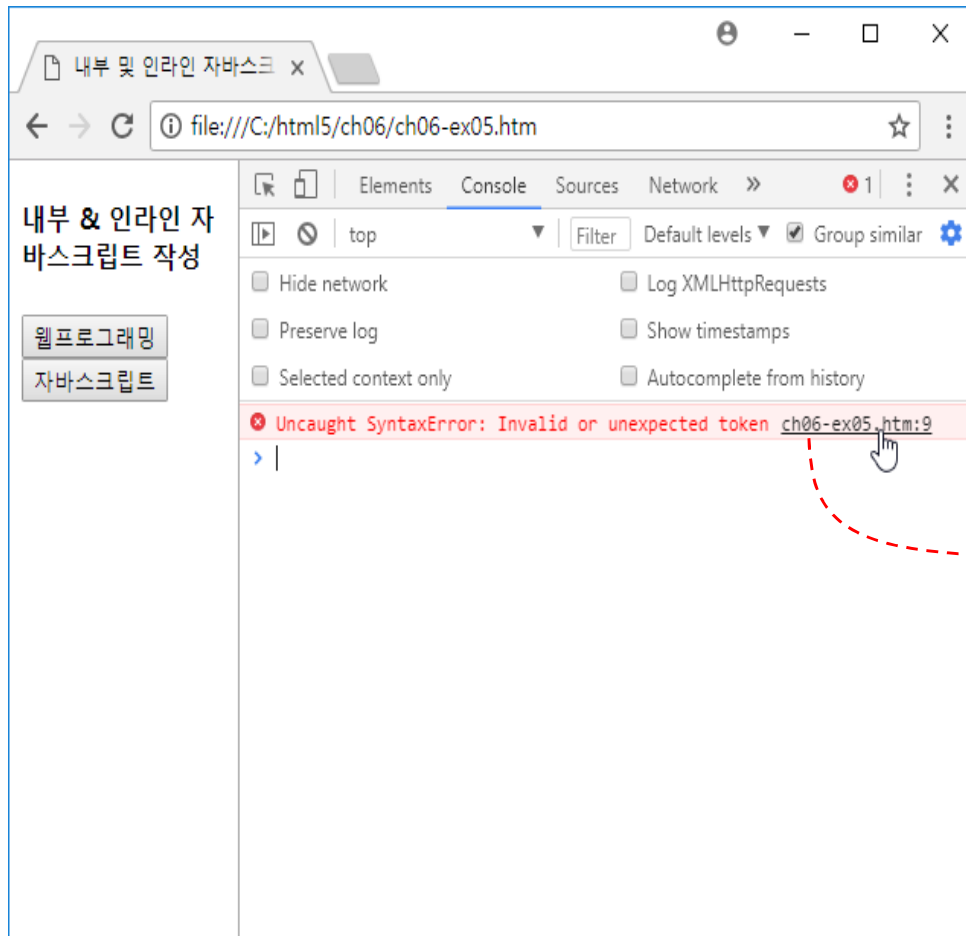 내부 및 인라인 자바스크
file:///C:/html5/ch06/ch06-ex05.htm
내부 & 인라인 자
바스크립트 작성
웹프로그래밍
자바스크립트
Elements Console Sources Network » 1
top Filter Default levels Group similar
Hide network Log XMLHttpRequests
Preserve log Show timestamps
Selected context only Autocomplete from history
Uncaught SyntaxError: Invalid or unexpected token ch06-ex05.htm:9
>